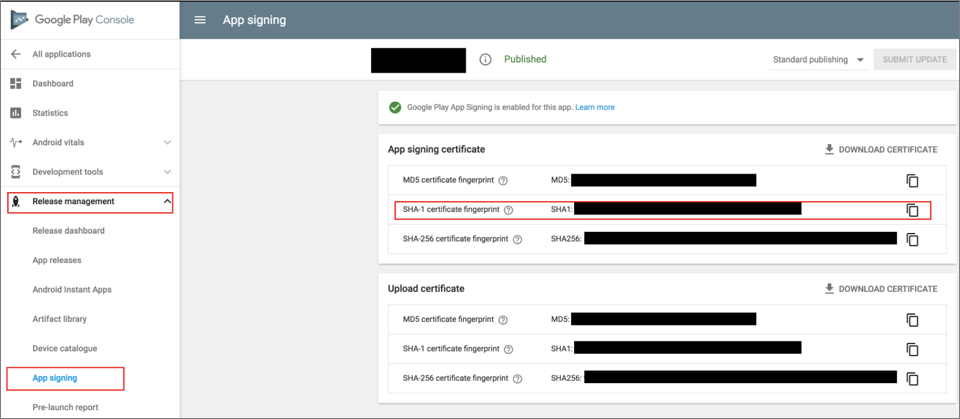 Google Play Console
App signing
All applications
Published
Standard publishing
SUBMIT UPDATE
Dashboard
Statistics
Android vitals
Development tools
Release management
Release dashboard
App releases
Android Instant Apps
Artifact library
Device catalogue
App signing
Pre-launch report
Google Play App Signing is enabled for this app. Learn more
App signing certificate
DOWNLOAD CERTIFICATE
MD5 certificate fingerprint ? MD5:
SHA-1 certificate fingerprint ? SHA1:
SHA-256 certificate fingerprint ? SHA256:
Upload certificate
DOWNLOAD CERTIFICATE
MD5 certificate fingerprint ? MD5:
SHA-1 certificate fingerprint ? SHA1:
SHA-256 certificate fingerprint ? SHA256: